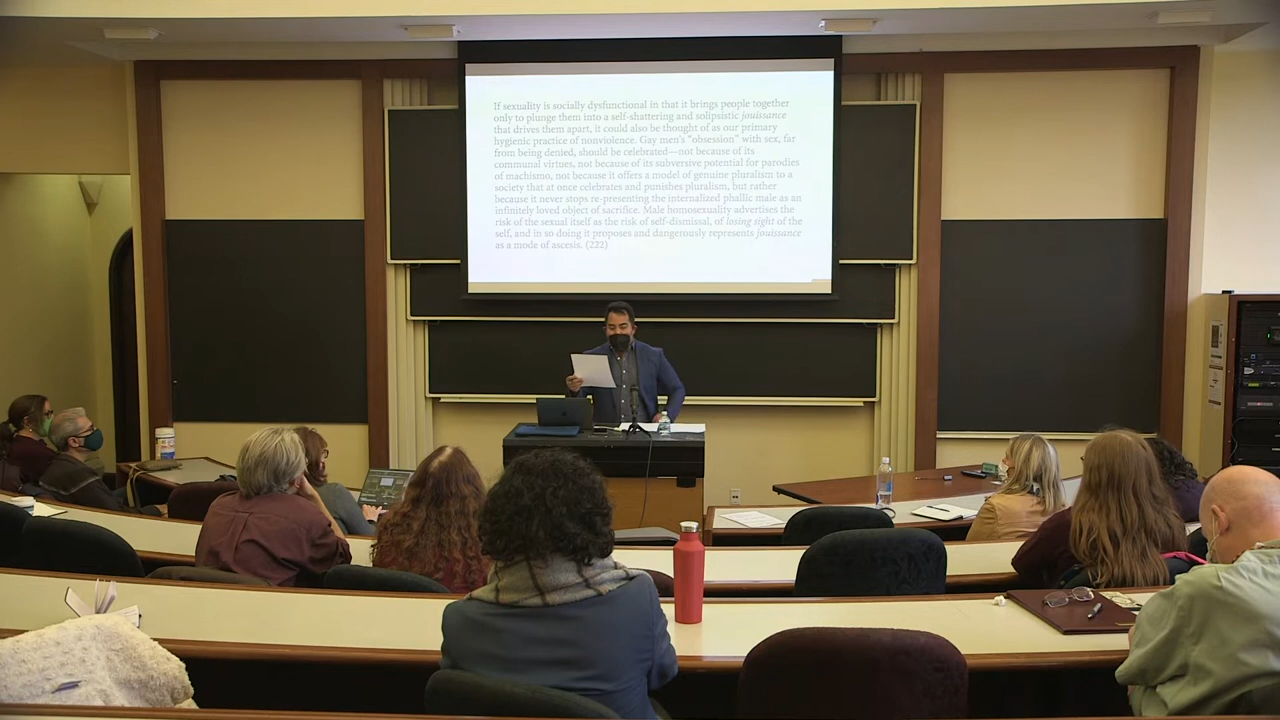 If sexuality is socially dysfunctional in that it brings people together
only to plunge them into a self-shattering and solipsistic jouissance
that drives them apart, it could also be thought of as our primary
hygienic practice of nonviolence. Gay men's "obsession" with sex, far
from being denied, should be celebrated—not because of its
communal virtues, not because of its subversive potential for parodies
of machismo, not because it offers a model of genuine pluralism to a
society that at once celebrates and punishes pluralism, but rather
because it never stops re-presenting the internalized phallic male as an
infinitely loved object of sacrifice. Male homosexuality advertises the
risk of the sexual itself as the risk of self-dismissal, of losing sight of the
self, and in so doing it proposes and dangerously represents jouissance
as a mode of ascesis. (222)